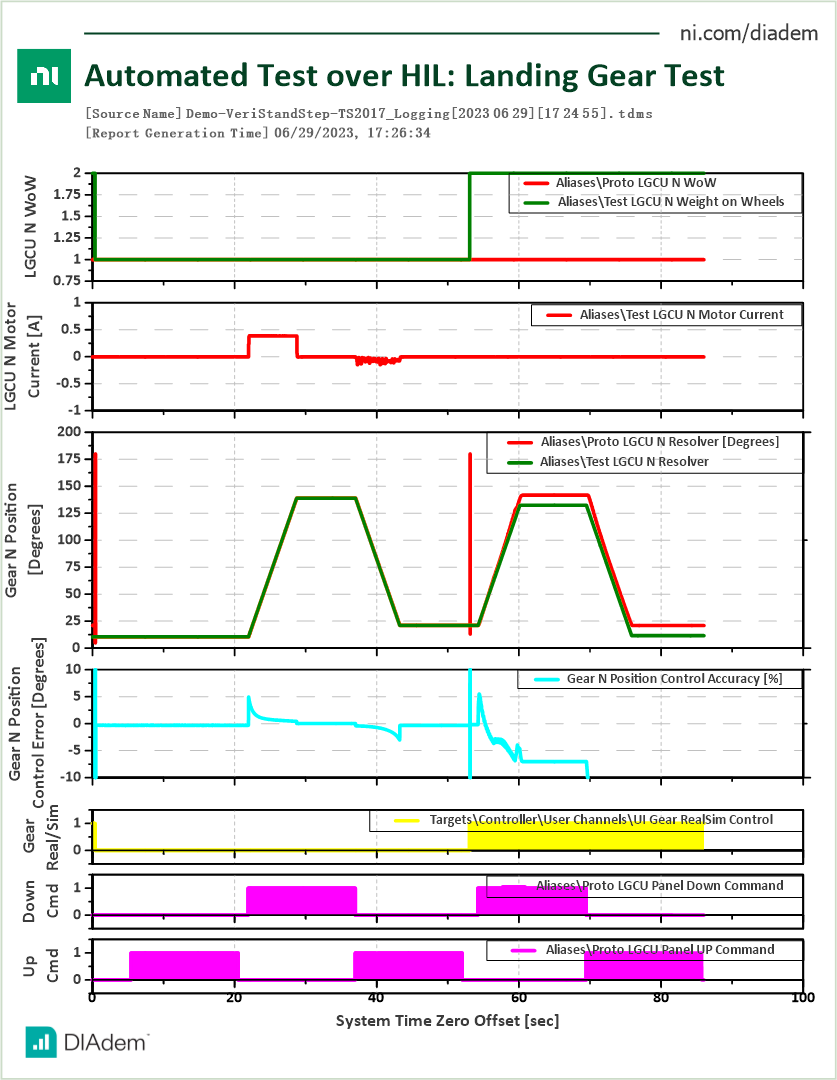 ni.com/diadem
ni
Automated Test over HIL: Landing Gear Test
[Source Name] Demo-VeriStandStep-TS2017_Logging[2023 06 29][17 24 55].tdms
[Report Generation Time] 06/29/2023, 17:26:34
LGCU N WoW
2
1.75
1.5
1.25
1
0.75
Aliases\Proto LGCU N WoW
Aliases\Test LGCU N Weight on Wheels
LGCU N Motor
Current [A]
1
0.5
0
-0.5
-1
Aliases\Test LGCU N Motor Current
Gear N Position
[Degrees]
200
175
150
125
100
75
50
25
0
Aliases\Proto LGCU N Resolver [Degrees]
Aliases\Test LGCU N Resolver
Gear N Position
Control Error [Degrees]
10
5
0
-5
-10
Gear N Position Control Accuracy [%]
Gear
Real/Sim
1
0
Targets\Controller\User Channels\UI Gear RealSim Control
Down
Cmd
1
0
Aliases\Proto LGCU Panel Down Command
Up
Cmd
1
0
Aliases\Proto LGCU Panel UP Command
0 20 40 60 80 100
System Time Zero Offset [sec]
DIAdem™